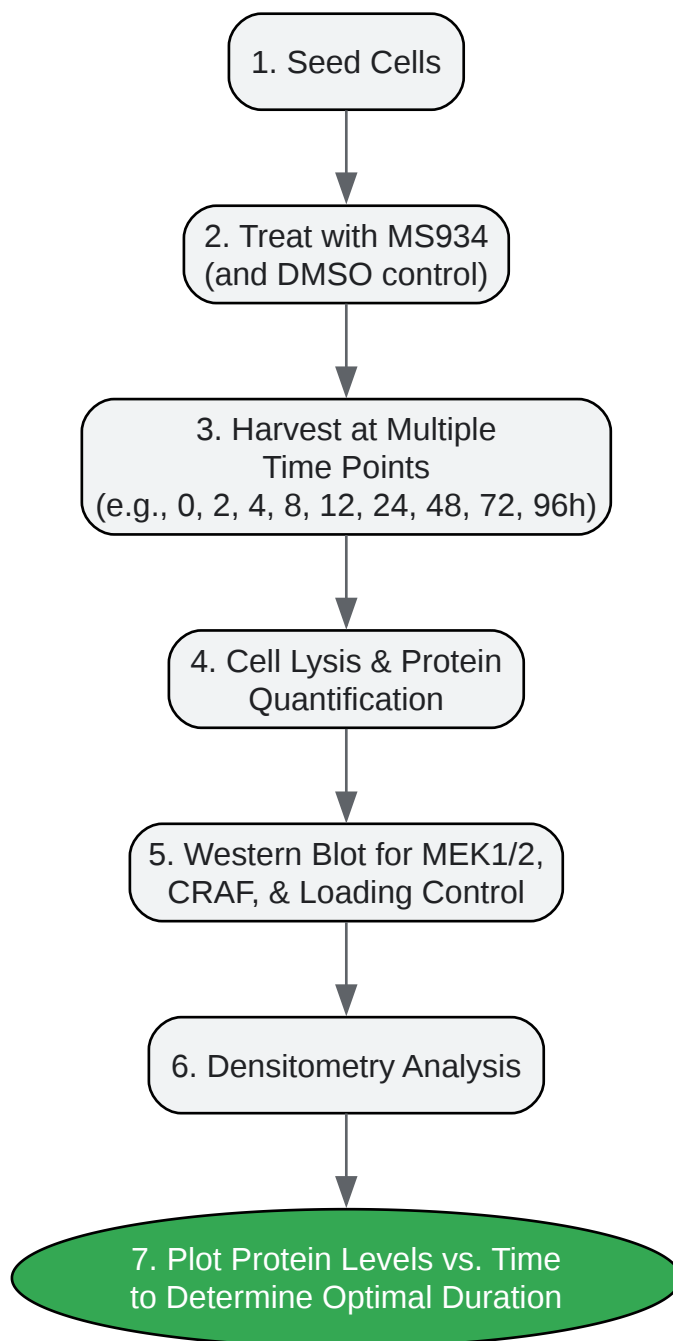 1. Seed Cells
2. Treat with MS934
(and DMSO control)
3. Harvest at Multiple
Time Points
(e.g., 0, 2, 4, 8, 12, 24, 48, 72, 96h)
4. Cell Lysis & Protein
Quantification
5. Western Blot for MEK1/2,
CRAF, & Loading Control
6. Densitometry Analysis
7. Plot Protein Levels vs. Time
to Determine Optimal Duration